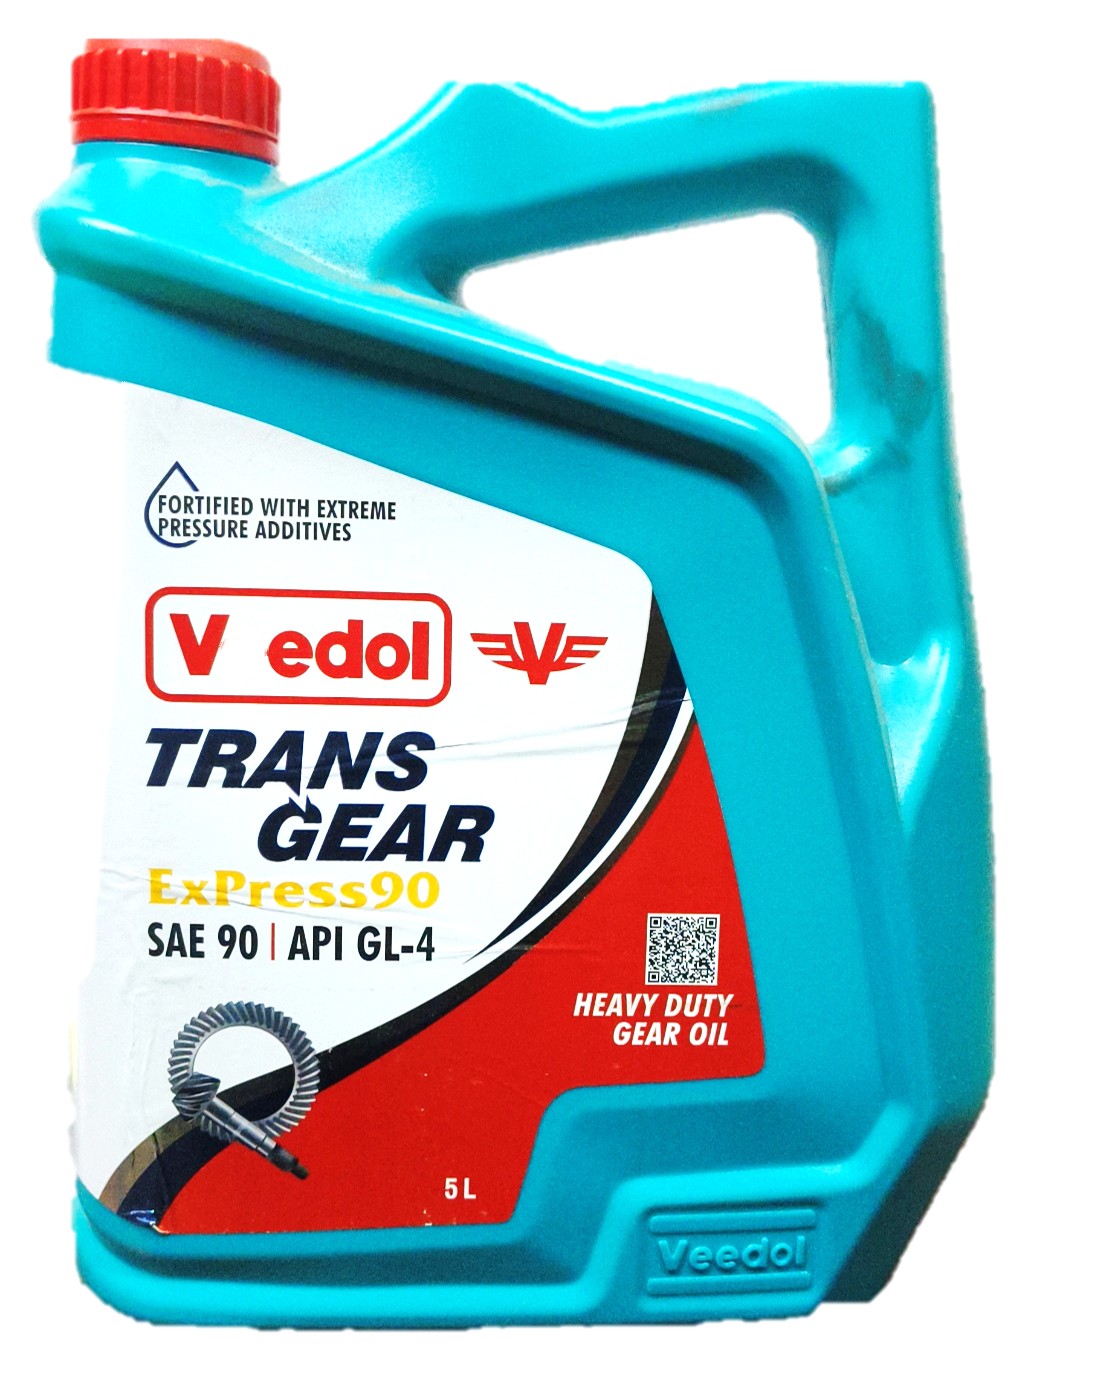 FORTIFIED WITH EXTREME
PRESSURE ADDITIVES
V edol
V
TRANS
GEAR
ExPress90
SAE 90 | API GL-4
HEAVY DUTY
GEAR OIL
5 L
Veedol